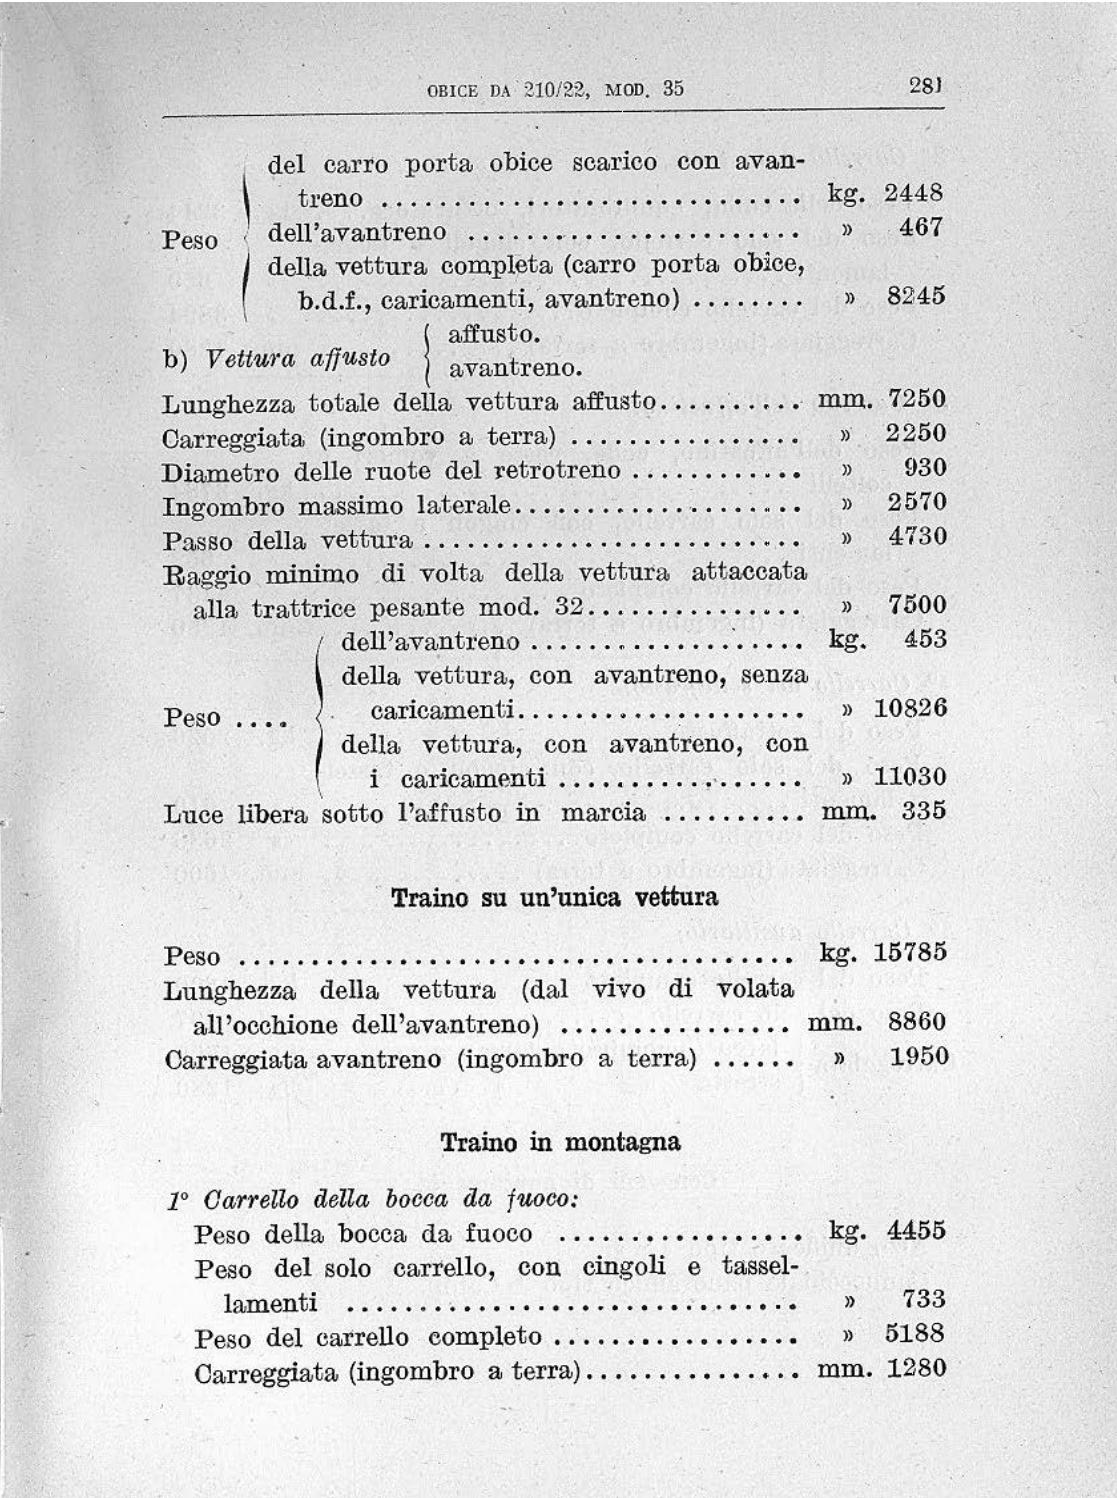 OBICE DA 210/22, MOD. 35 281
del carro porta obice scarico con avan-
treno .............................. kg. 2448
Peso
dell'avantreno ....................... » 467
della vettura completa (carro porta obice,
b.d.f., caricamenti, avantreno) ........ » 8245
affusto.
b) Vettura affusto
avantreno.
Lunghezza totale della vettura affusto.......... mm. 7250
Carreggiata (ingombro a terra) ................ » 2250
Diametro delle ruote del retrotreno ............ » 930
Ingombro massimo laterale.................... » 2570
Passo della vettura .......................... » 4730
Raggio minimo di volta della vettura attaccata
alla trattrice pesante mod. 32............... » 7500
dell'avantreno ................... kg. 453
della vettura, con avantreno, senza
caricamenti.................... » 10826
Peso ....
della vettura, con avantreno, con
i caricamenti ................. » 11030
Luce libera sotto l'affusto in marcia .......... mm. 335
Traino su un'unica vettura
Peso ....................................... kg. 15785
Lunghezza della vettura (dal vivo di volata
all'occhione dell'avantreno) ................ mm. 8860
Carreggiata avantreno (ingombro a terra) ...... » 1950
Traino in montagna
1° Carrello della bocca da fuoco:
Peso della bocca da fuoco ................. kg. 4455
Peso del solo carrello, con cingoli e tassel-
lamenti ............................... » 733
Peso del carrello completo ................. » 5188
Carreggiata (ingombro a terra)............... mm. 1280